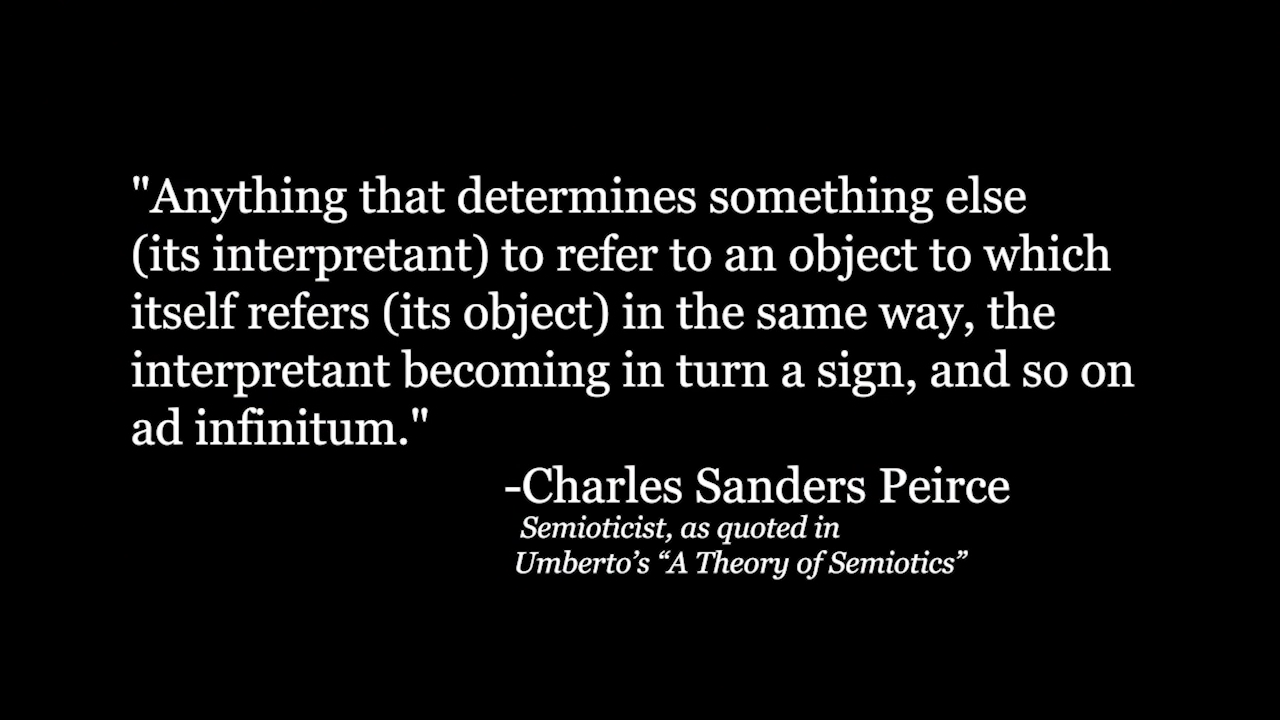 "Anything that determines something else
(its interpretant) to refer to an object to which
itself refers (its object) in the same way, the
interpretant becoming in turn a sign, and so on
ad infinitum."
-Charles Sanders Peirce
Semioticist, as quoted in
Umberto’s “A Theory of Semiotics”